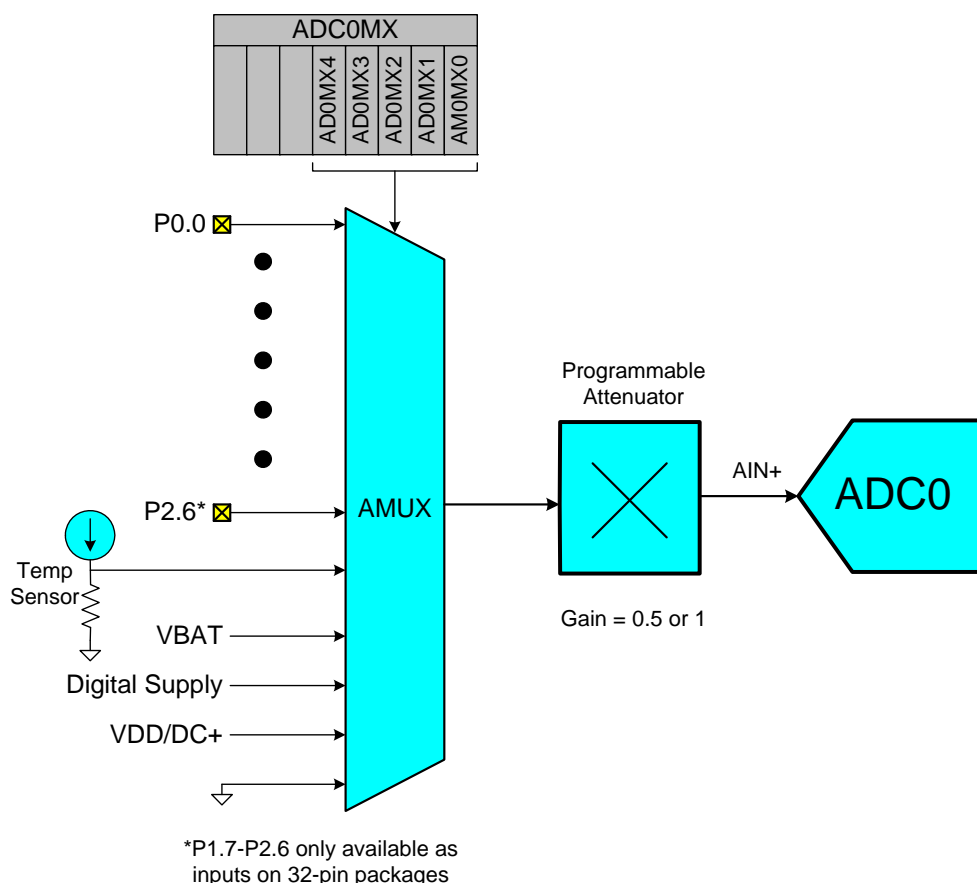 ADC0MX
AD0MX4
AD0MX3
AD0MX2
AD0MX1
AM0MX0
P0.0
Programmable
Attenuator
AIN+
ADC0
P2.6*
AMUX
Temp
Sensor
Gain = 0.5 or 1
VBAT
Digital Supply
VDD/DC+
*P1.7-P2.6 only available as
inputs on 32-pin packages